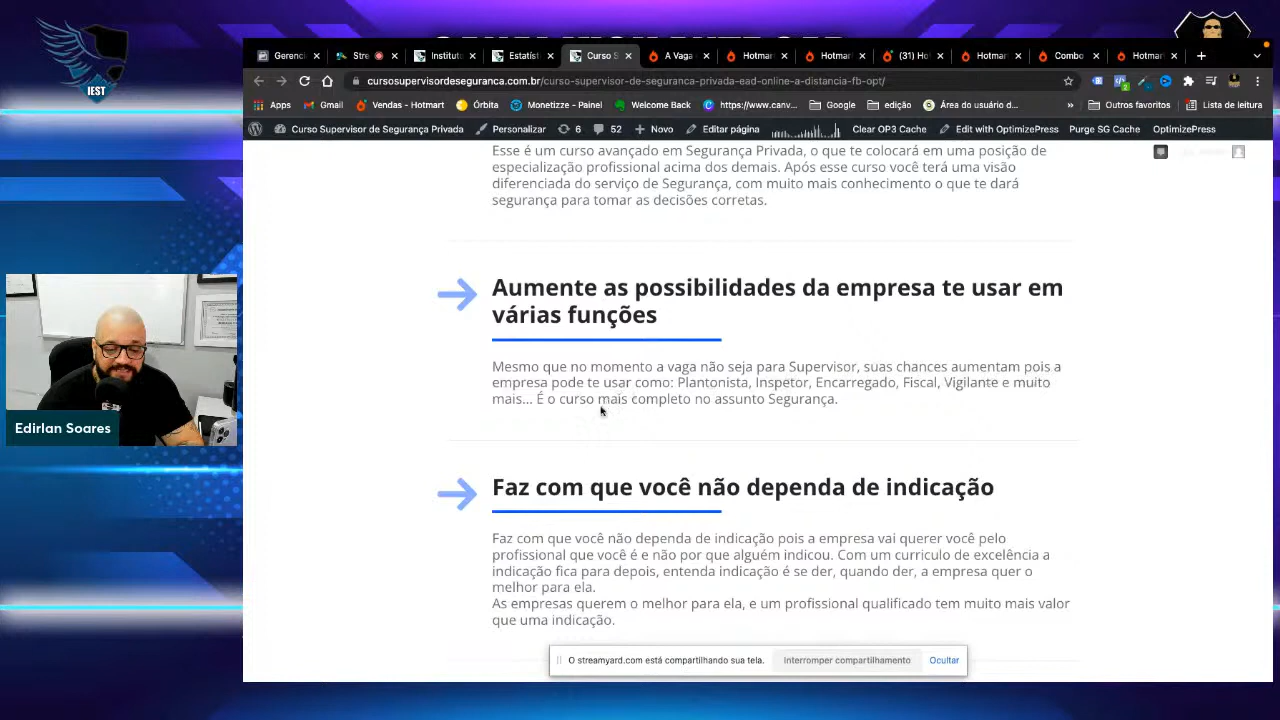 IEST
Gerenci
Stre
Instituto
Estatíst
Curso S
A Vaga
Hotmar
Hotmar
(31) Ho
Hotmar
Combo
Hotmar
cursosupervisordeseguranca.com.br/curso-supervisor-de-seguranca-privada-ead-online-a-distancia-fb-opt/
Apps
Gmail
Vendas - Hotmart
Órbita
Monetizze - Painel
Welcome Back
https://www.canv...
Google
edição
Área do usuário d...
»
Outros favoritos
Lista de leitura
Curso Supervisor de Segurança Privada
Personalizar
6
52
Novo
Editar página
Clear OP3 Cache
Edit with OptimizePress
Purge SG Cache
OptimizePress
Esse é um curso avançado em Segurança Privada, o que te colocará em uma posição de
especialização profissional acima dos demais. Após esse curso você terá uma visão
diferenciada do serviço de Segurança, com muito mais conhecimento o que te dará
segurança para tomar as decisões corretas.
Aumente as possibilidades da empresa te usar em
várias funções
Mesmo que no momento a vaga não seja para Supervisor, suas chances aumentam pois a
empresa pode te usar como: Plantonista, Inspetor, Encarregado, Fiscal, Vigilante e muito
mais... É o curso mais completo no assunto Segurança.
Edirlan Soares
Faz com que você não dependa de indicação
Faz com que você não dependa de indicação pois a empresa vai querer você pelo
profissional que você é e não por que alguém indicou. Com um curriculo de excelência a
indicação fica para depois, entenda indicação é se der, quando der, a empresa quer o
melhor para ela.
As empresas querem o melhor para ela, e um profissional qualificado tem muito mais valor
que uma indicação.
O streamyard.com está compartilhando sua tela.
Interromper compartilhamento
Ocultar